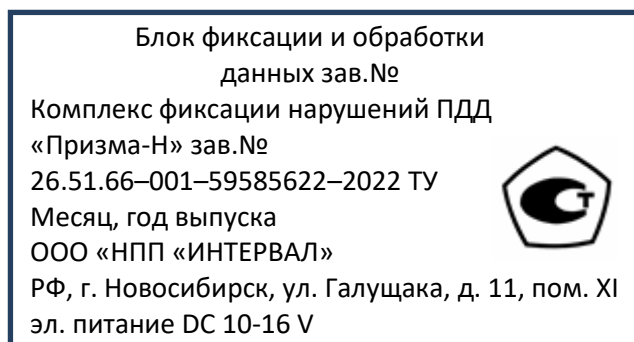 Блок фиксации и обработки
данных зав.№
Комплекс фиксации нарушений ПДД
«Призма-Н» зав.№
26.51.66–001–59585622–2022 ТУ
Месяц, год выпуска
ООО «НПП «ИНТЕРВАЛ»
РФ, г. Новосибирск, ул. Галущака, д. 11, пом. XI
эл. питание DC 10-16 V